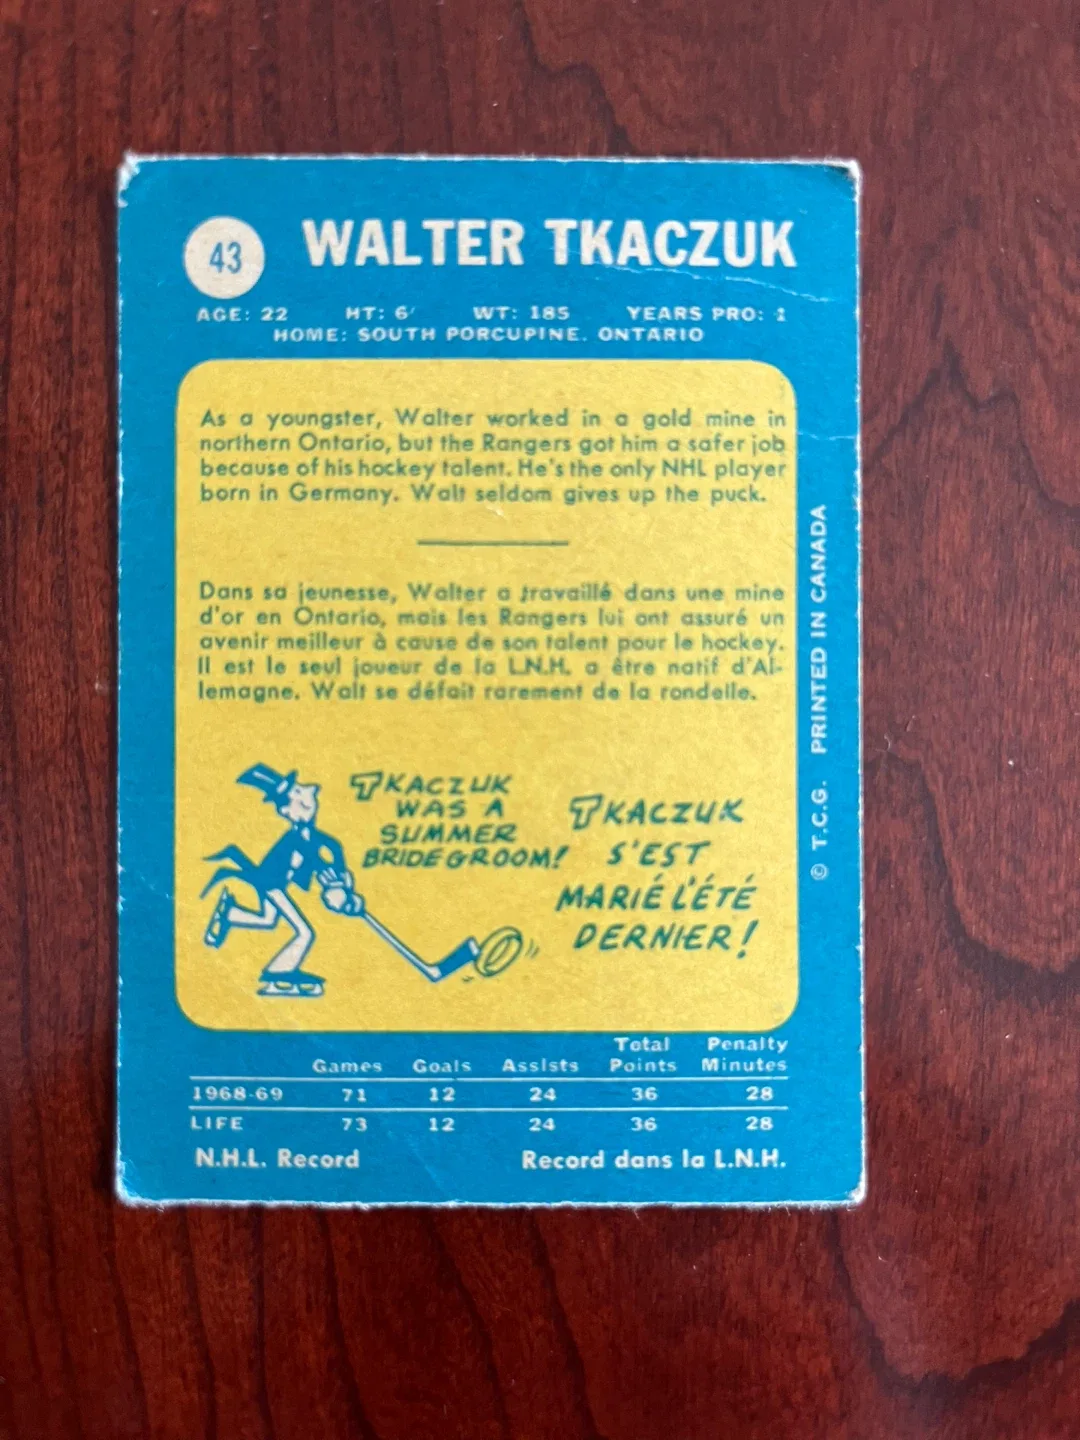 43 WALTER TKACZUK
AGE: 22 HT: 6' WT: 185 YEARS PRO: 1
HOME: SOUTH PORCUPINE, ONTARIO
As a youngster, Walter worked in a gold mine in
northern Ontario, but the Rangers got him a safer job
because of his hockey talent. He's the only NHL player
born in Germany. Walt seldom gives up the puck.
Dans sa jeunesse, Walter a travaillé dans une mine
d'or en Ontario, mais les Rangers lui ont assuré un
avenir meilleur à cause de son talent pour le hockey.
Il est le seul joueur de la L.N.H. a être natif d'Al-
lemagne. Walt se défait rarement de la rondelle.
TKACZUK
WAS A
SUMMER
BRIDEGROOM!
TKACZUK
S'EST
MARIÉ L'ÉTÉ
DERNIER!
© T.C.G. PRINTED IN CANADA
Games Goals Assists Total Points Penalty Minutes
1968-69 71 12 24 36 28
LIFE 73 12 24 36 28
N.H.L. Record Record dans la L.N.H.